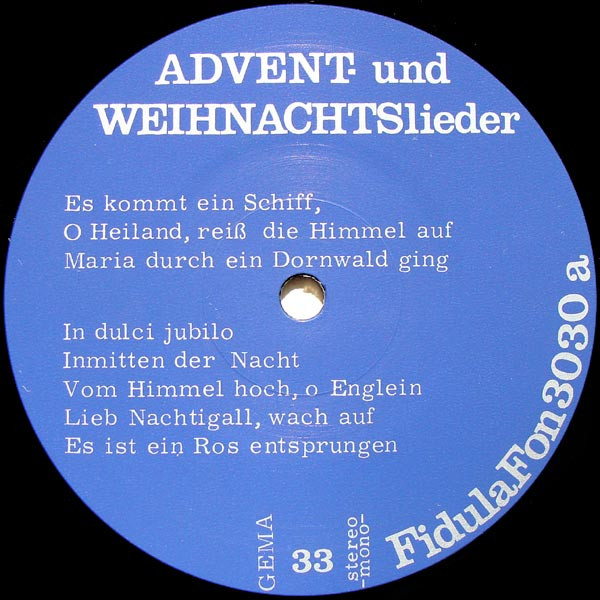 ADVENT- und
WEIHNACHTSlieder
Es kommt ein Schiff,
O Heiland, reiß die Himmel auf
Maria durch ein Dornwald ging
In dulci jubilo
Inmitten der Nacht
Vom Himmel hoch, o Englein
Lieb Nachtigall, wach auf
Es ist ein Ros entsprungen
GEMA
33
stereo-
-mono-
FidulaFon 3030 a